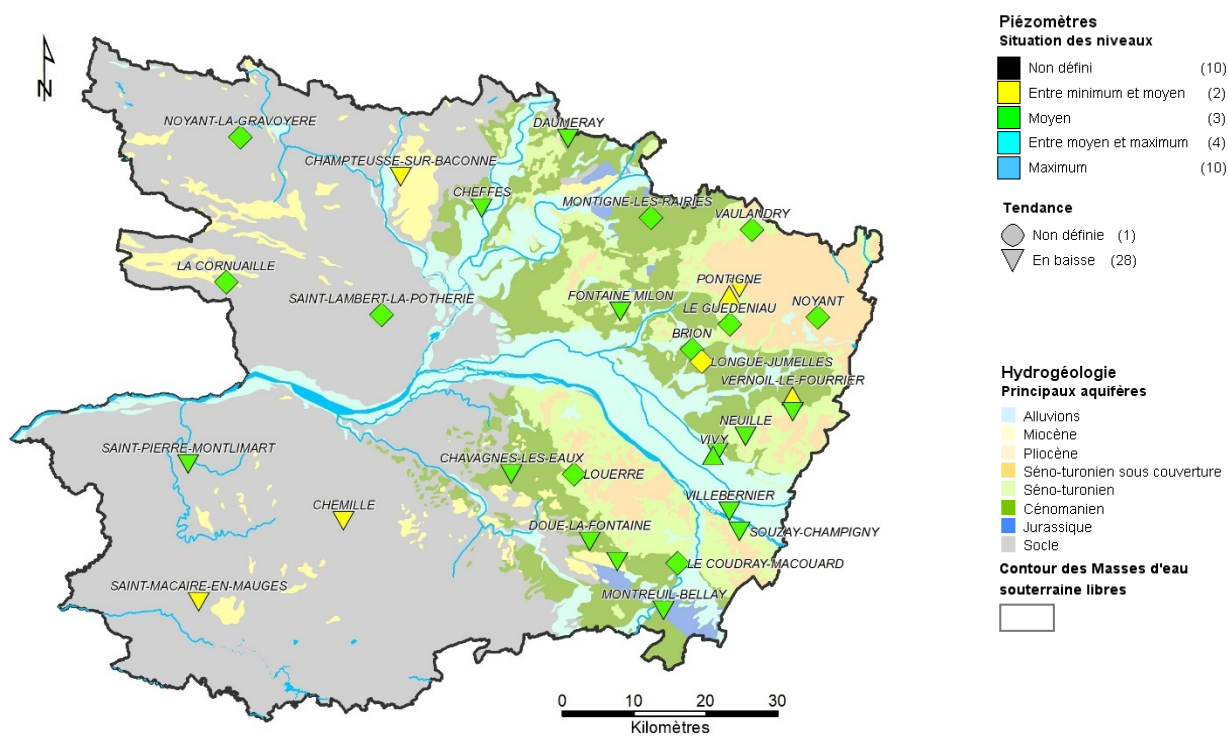 Piézomètres
Situation des niveaux
Non défini (10)
Entre minimum et moyen (2)
Moyen (3)
Entre moyen et maximum (4)
Maximum (10)
Tendance
Non définie (1)
En baisse (28)
Hydrogéologie
Principaux aquifères
Alluvions
Miocène
Pliocène
Séno-turonien sous couverture
Séno-turonien
Cénomanien
Jurassique
Socle
Contour des Masses d'eau
souterraine libres
N
NOYANT-LA-GRAVOYERE
DAUMERAY
CHAMPTEUSSE-SUR-BACONNE
CHEFFES
MONTIGNE-LES-RAIRIES
VAULANDRY
LA CORNUAILLE
PONTIGNE
SAINT-LAMBERT-LA-POTHERIE
FONTAINE MILON
LE GUEDENIAU
NOYANT
BRION
LONGUE-JUMELLES
VERNOIL-LE-FOURRIER
NEUILLE
VIVY
SAINT-PIERRE-MONTLIMART
CHAVAGNES-LES-EAUX
LOUERRE
VILLEBERNIER
CHEMILLE
DOUE-LA-FONTAINE
SOUZAY-CHAMPIGNY
LE COUDRAY-MACOUARD
SAINT-MACAIRE-EN-MAUGES
MONTREUIL-BELLAY
0 10 20 30
Kilomètres